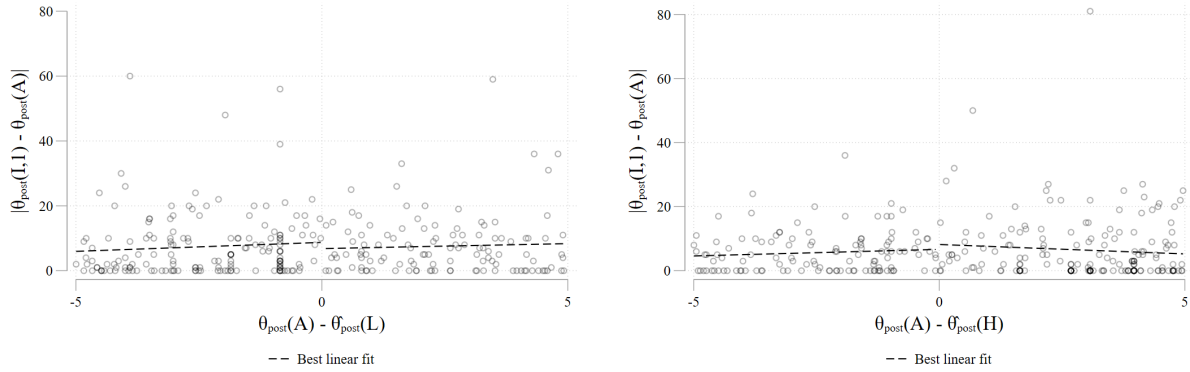 80
60
40
20
0
|θpost(I,1) - θpost(A)|
-5
0
5
θpost(A) - θ̂post(L)
Best linear fit
80
60
40
20
0
|θpost(I,1) - θpost(A)|
-5
0
5
θpost(A) - θ̂post(H)
Best linear fit